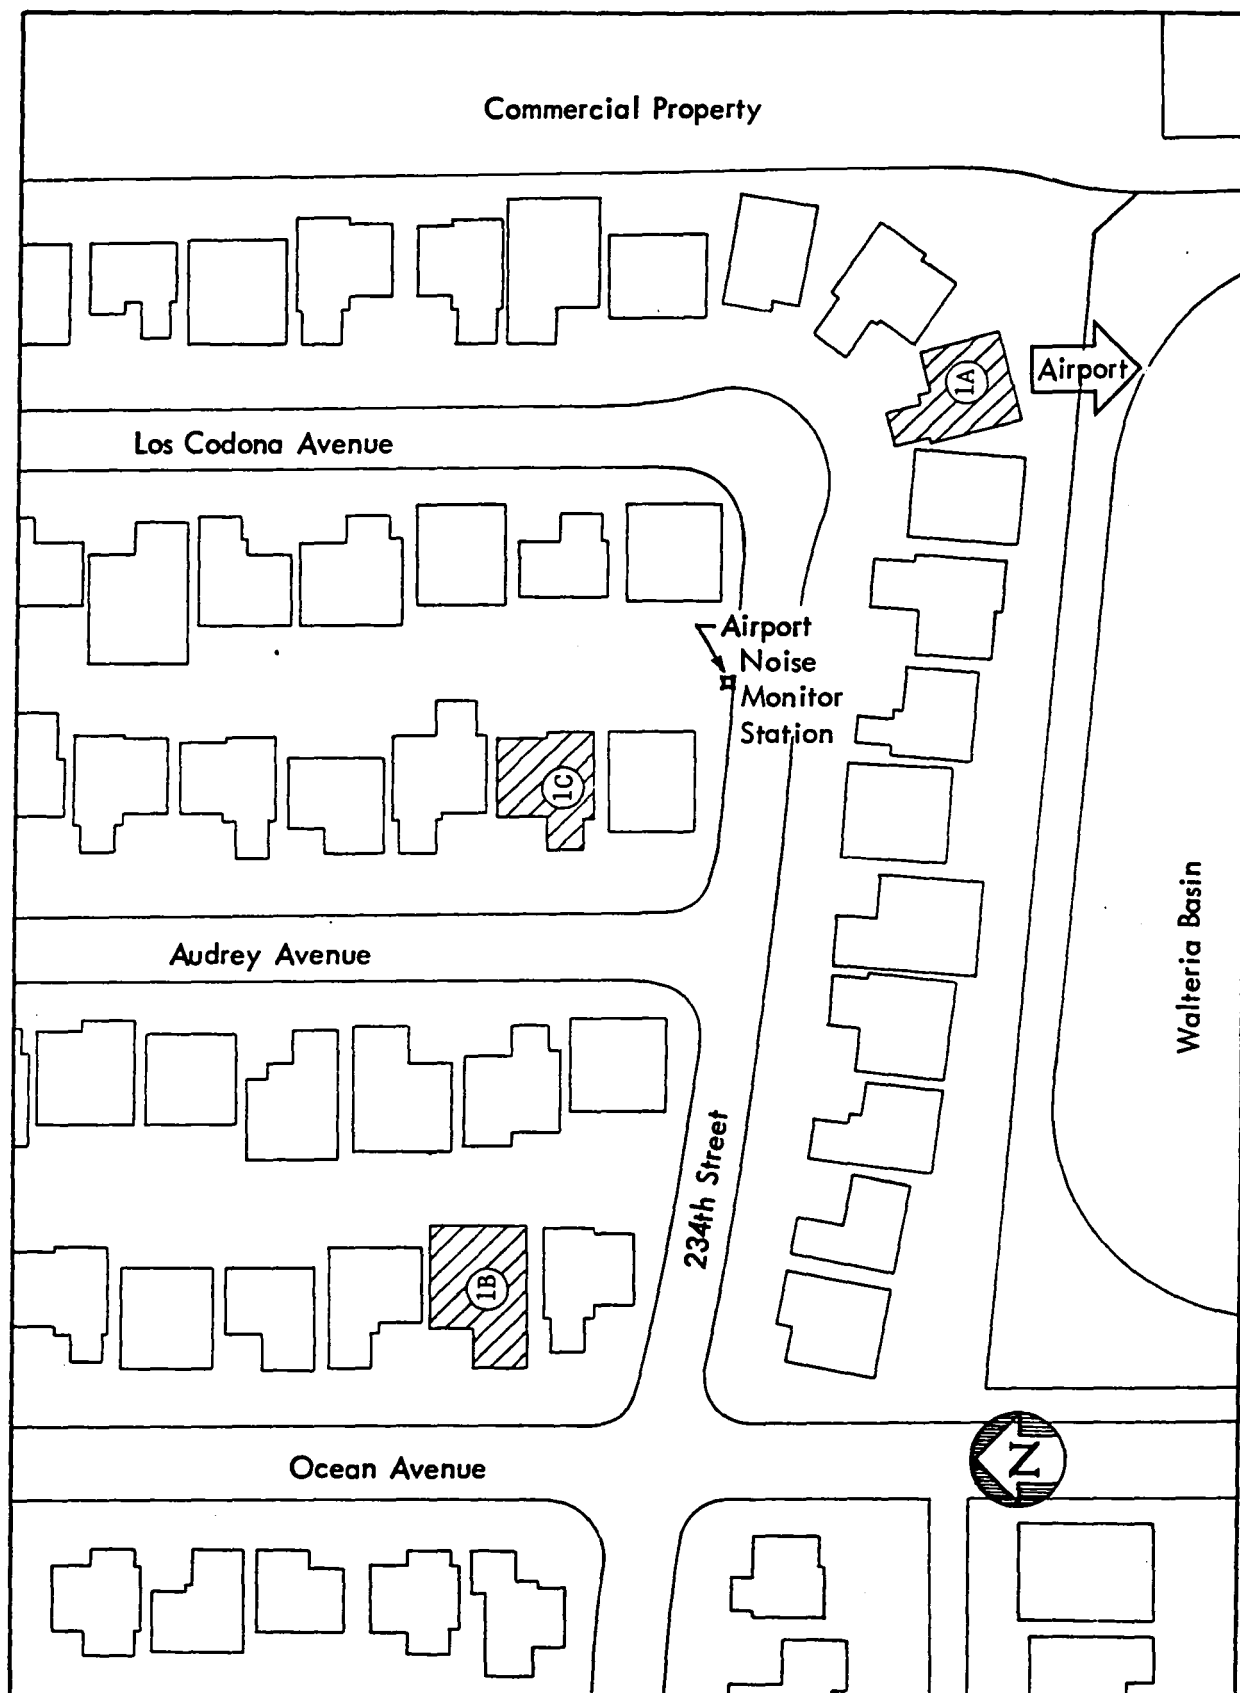 Commercial Property
1A
Airport
Los Codona Avenue
Airport
Noise
Monitor
Station
1C
Walteria Basin
Audrey Avenue
234th Street
1B
Ocean Avenue
N